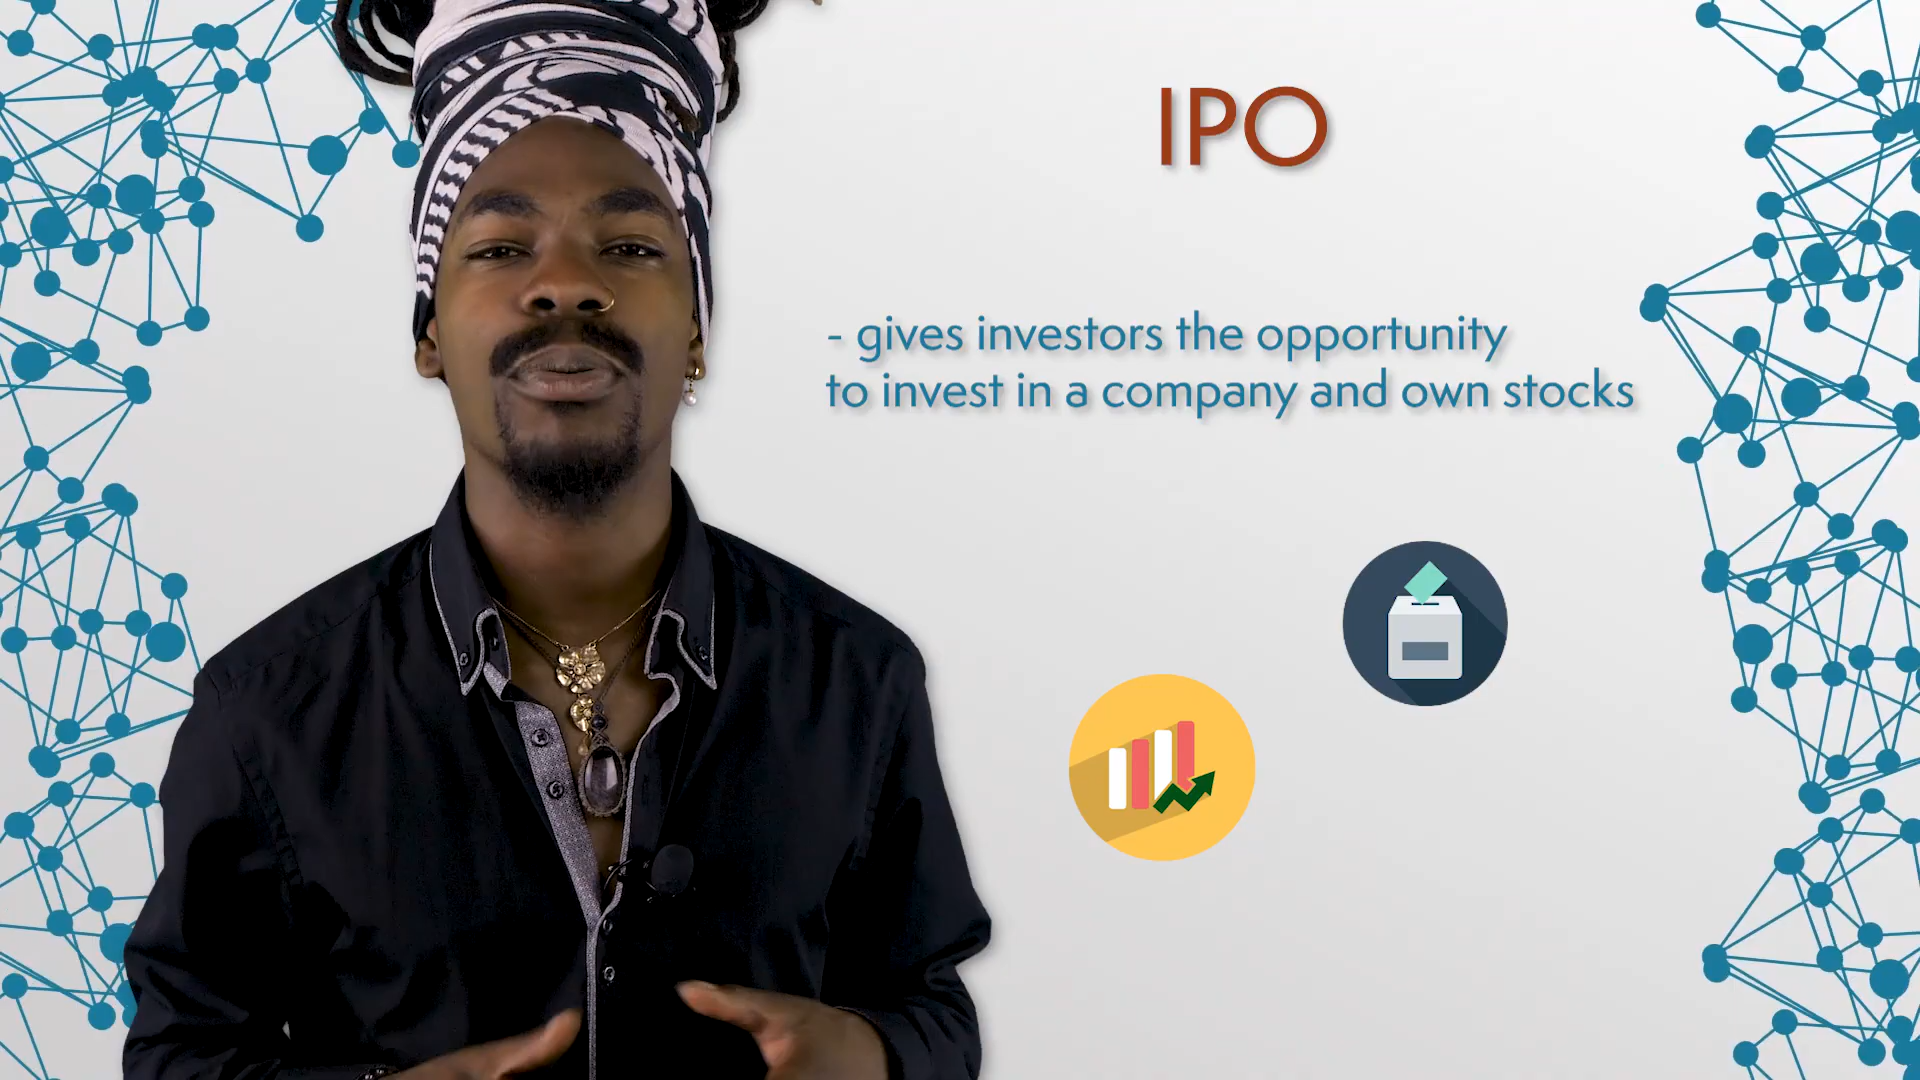 IPO
- gives investors the opportunity
to invest in a company and own stocks